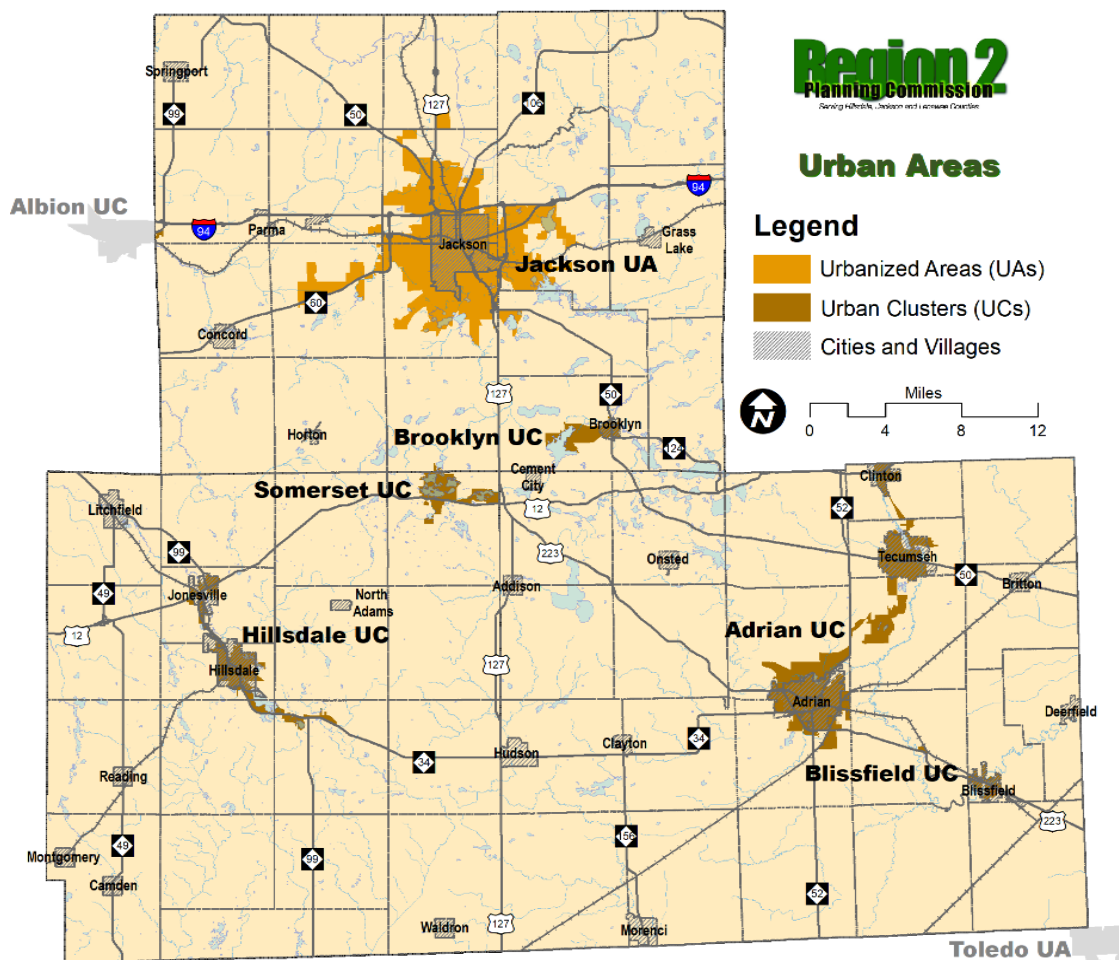 Region 2
Planning Commission
Serving Hillsdale, Jackson and Lenawee Counties
Urban Areas
Legend
Urbanized Areas (UAs)
Urban Clusters (UCs)
Cities and Villages
N
Miles
0 4 8 12
Springport
99
50
127
106
94
Albion UC
94
Parma
Jackson
Grass
Lake
Jackson UA
60
Concord
127
50
Horton
Brooklyn UC
Brooklyn
124
Somerset UC
Cement
City
12
Clinton
52
Litchfield
99
223
Onsted
Tecumseh
50
Britton
49
Jonesville
North
Adams
Addison
12
Hillsdale UC
Adrian UC
Hillsdale
127
Adrian
Deerfield
34
Hudson
Clayton
34
Reading
Blissfield UC
Blissfield
223
Montgomery
49
99
156
Camden
52
Waldron
127
Morenci
Toledo UA